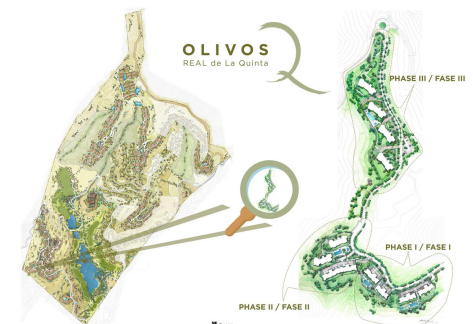 OLIVOS
REAL de La Quinta
PHASE III / FASE III
PHASE I / FASE I
PHASE II / FASE II